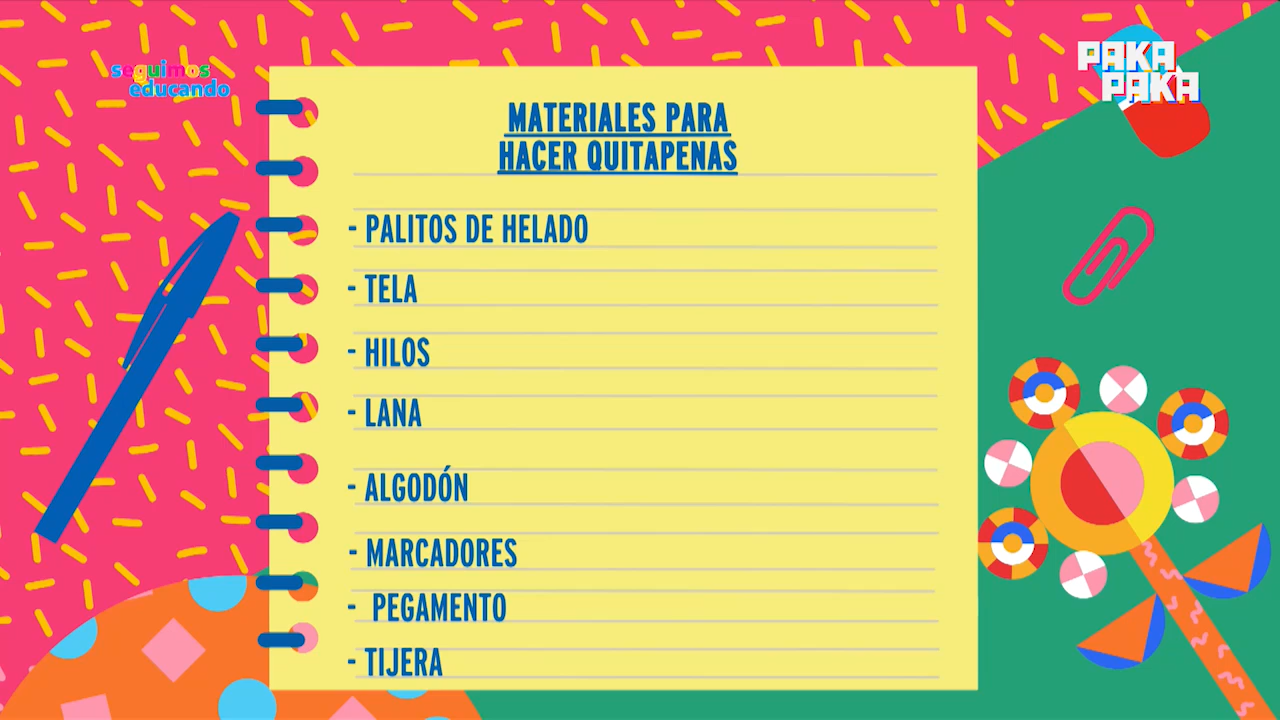 seguimos
educando
PAKA
PAKA
MATERIALES PARA
HACER QUITAPENAS
- PALITOS DE HELADO
- TELA
- HILOS
- LANA
- ALGODÓN
- MARCADORES
- PEGAMENTO
- TIJERA